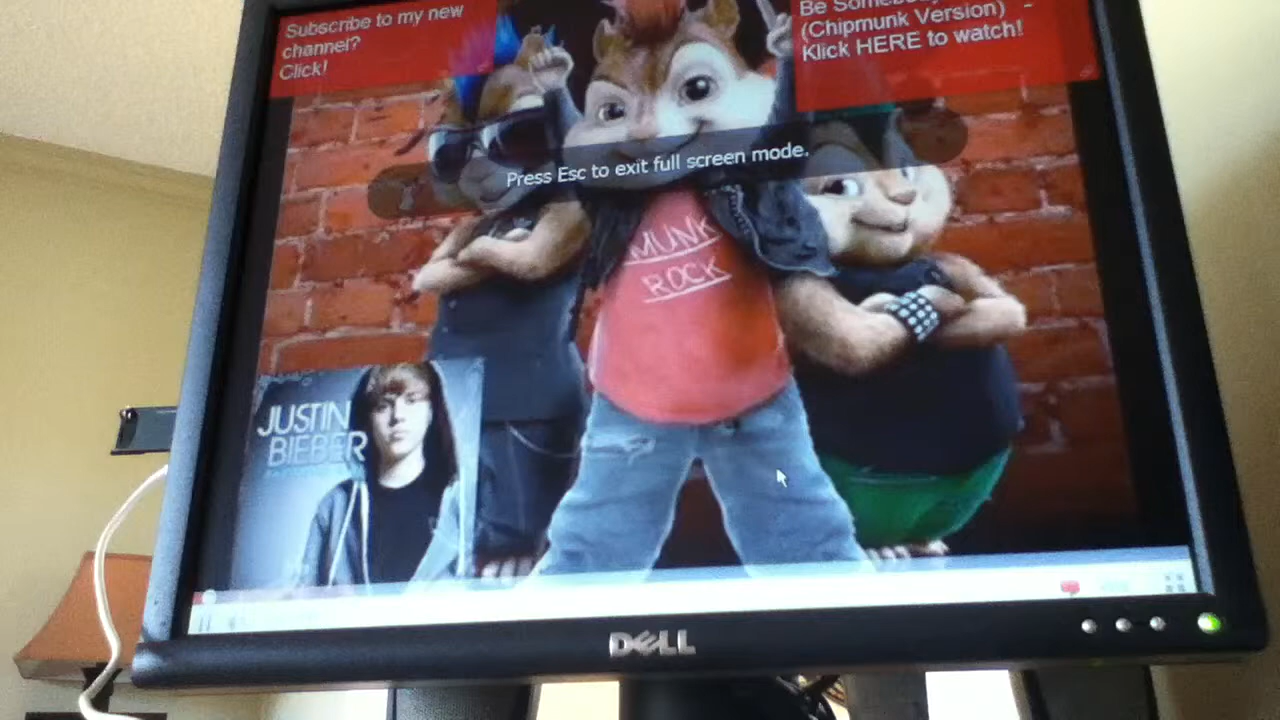 Subscribe to my new
channel?
Click!
Be
(Chipmunk Version) -
Klick HERE to watch!
Press Esc to exit full screen mode.
MUNK
ROCK
JUSTIN
BIEBER
DELL